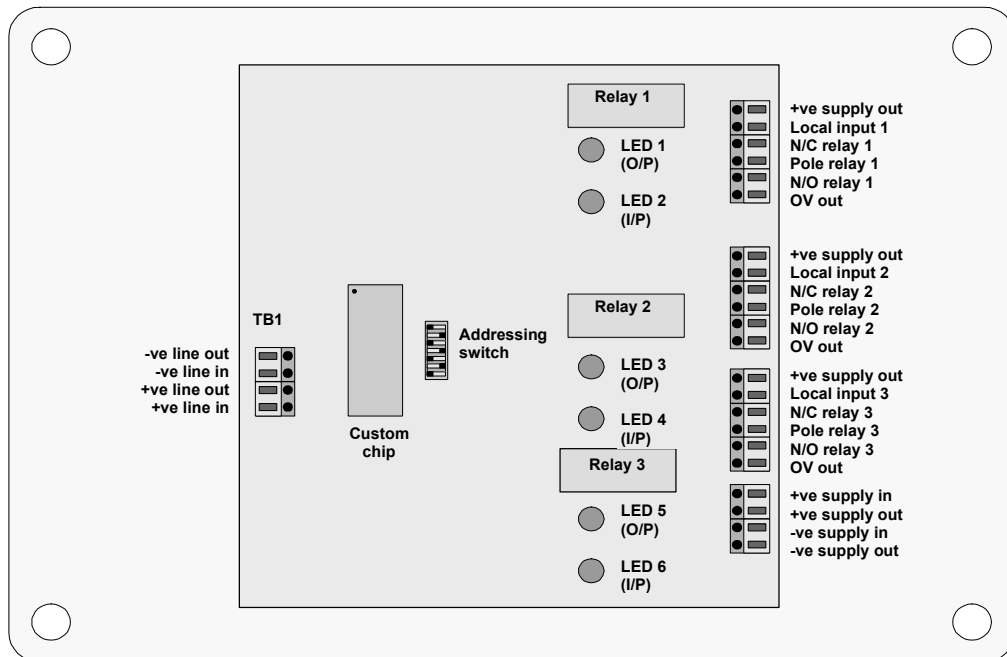 Relay 1
LED 1
(O/P)
LED 2
(I/P)
+ve supply out
Local input 1
N/C relay 1
Pole relay 1
N/O relay 1
OV out
+ve supply out
Local input 2
N/C relay 2
Pole relay 2
N/O relay 2
OV out
Relay 2
LED 3
(O/P)
LED 4
(I/P)
TB1
-ve line out
-ve line in
+ve line out
+ve line in
Custom
chip
Addressing
switch
+ve supply out
Local input 3
N/C relay 3
Pole relay 3
N/O relay 3
OV out
Relay 3
LED 5
(O/P)
LED 6
(I/P)
+ve supply in
+ve supply out
-ve supply in
-ve supply out